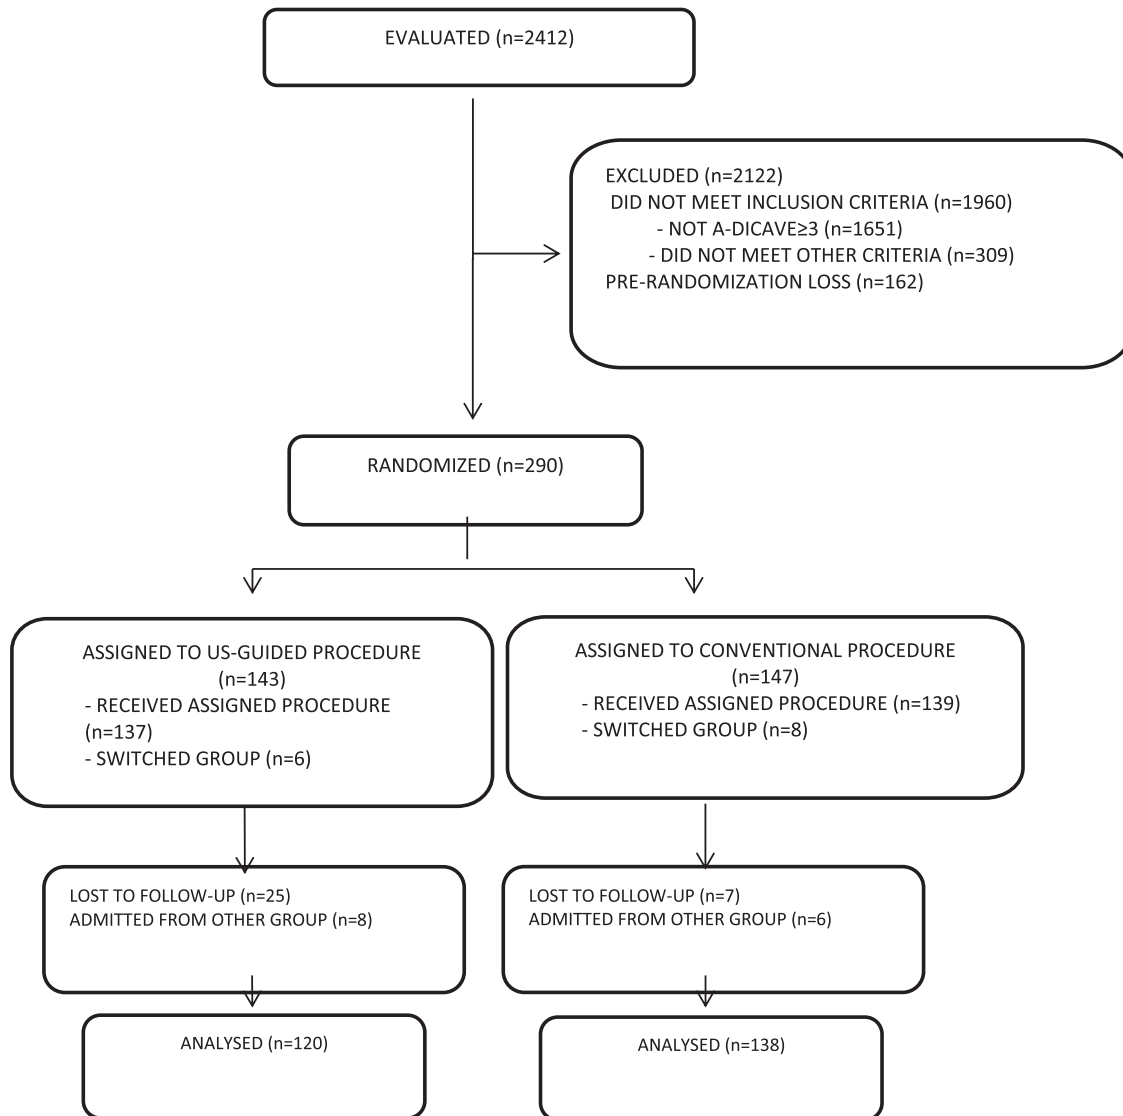 EVALUATED (n=2412)
EXCLUDED (n=2122)
DID NOT MEET INCLUSION CRITERIA (n=1960)
- NOT A-DICAVE≥3 (n=1651)
- DID NOT MEET OTHER CRITERIA (n=309)
PRE-RANDOMIZATION LOSS (n=162)
RANDOMIZED (n=290)
ASSIGNED TO US-GUIDED PROCEDURE
(n=143)
- RECEIVED ASSIGNED PROCEDURE
(n=137)
- SWITCHED GROUP (n=6)
ASSIGNED TO CONVENTIONAL PROCEDURE
(n=147)
- RECEIVED ASSIGNED PROCEDURE (n=139)
- SWITCHED GROUP (n=8)
LOST TO FOLLOW-UP (n=25)
ADMITTED FROM OTHER GROUP (n=8)
LOST TO FOLLOW-UP (n=7)
ADMITTED FROM OTHER GROUP (n=6)
ANALYSED (n=120)
ANALYSED (n=138)